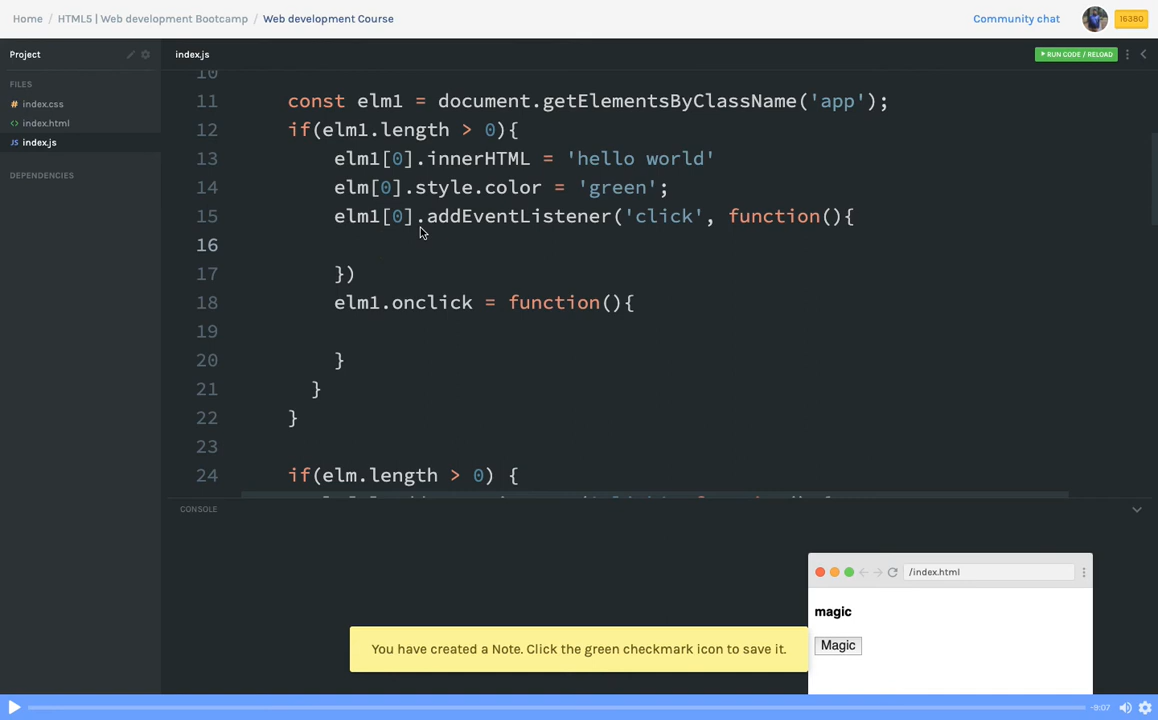 Home / HTML5 | Web development Bootcamp / Web development Course
Community chat
16380
Project
index.js
RUN CODE / RELOAD
FILES
# index.css
<> index.html
JS index.js
DEPENDENCIES
10
11 const elm1 = document.getElementsByClassName('app');
12 if(elm1.length > 0){
13 elm1[0].innerHTML = 'hello world'
14 elm[0].style.color = 'green';
15 elm1[0].addEventListener('click', function(){
16
17 })
18 elm1.onclick = function(){
19
20 }
21 }
22 }
23
24 if(elm.length > 0) {
CONSOLE
/index.html
magic
Magic
You have created a Note. Click the green checkmark icon to save it.
-9:07